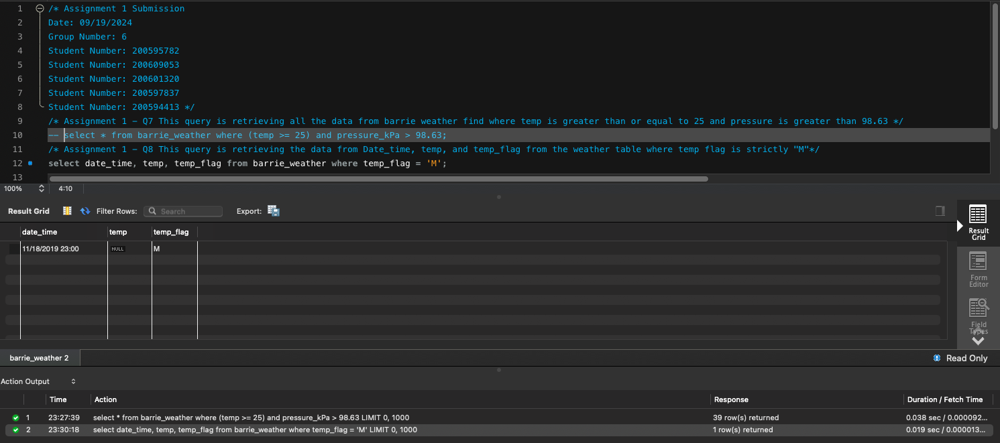 1 /* Assignment 1 Submission
2 Date: 09/19/2024
3 Group Number: 6
4 Student Number: 200595782
5 Student Number: 200609053
6 Student Number: 200601320
7 Student Number: 200597837
8 Student Number: 200594413 */
9 /* Assignment 1 - Q7 This query is retrieving all the data from barrie weather find where temp is greater than or equal to 25 and pressure is greater than 98.63 */
10 -- select * from barrie_weather where (temp >= 25) and pressure_kPa > 98.63;
11 /* Assignment 1 - Q8 This query is retrieving the data from Date_time, temp, and temp_flag from the weather table where temp flag is strictly "M"*/
12 select date_time, temp, temp_flag from barrie_weather where temp_flag = 'M';
13
100% 4:10
Result Grid Filter Rows: Search Export:
date_time temp temp_flag
11/18/2019 23:00 NULL M
Result
Grid
Form
Editor
Field
Types
barrie_weather 2 Read Only
Action Output
Time Action Response Duration / Fetch Time
1 23:27:39 select * from barrie_weather where (temp >= 25) and pressure_kPa > 98.63 LIMIT 0, 1000 39 row(s) returned 0.038 sec / 0.000092...
2 23:30:18 select date_time, temp, temp_flag from barrie_weather where temp_flag = 'M' LIMIT 0, 1000 1 row(s) returned 0.019 sec / 0.000013...